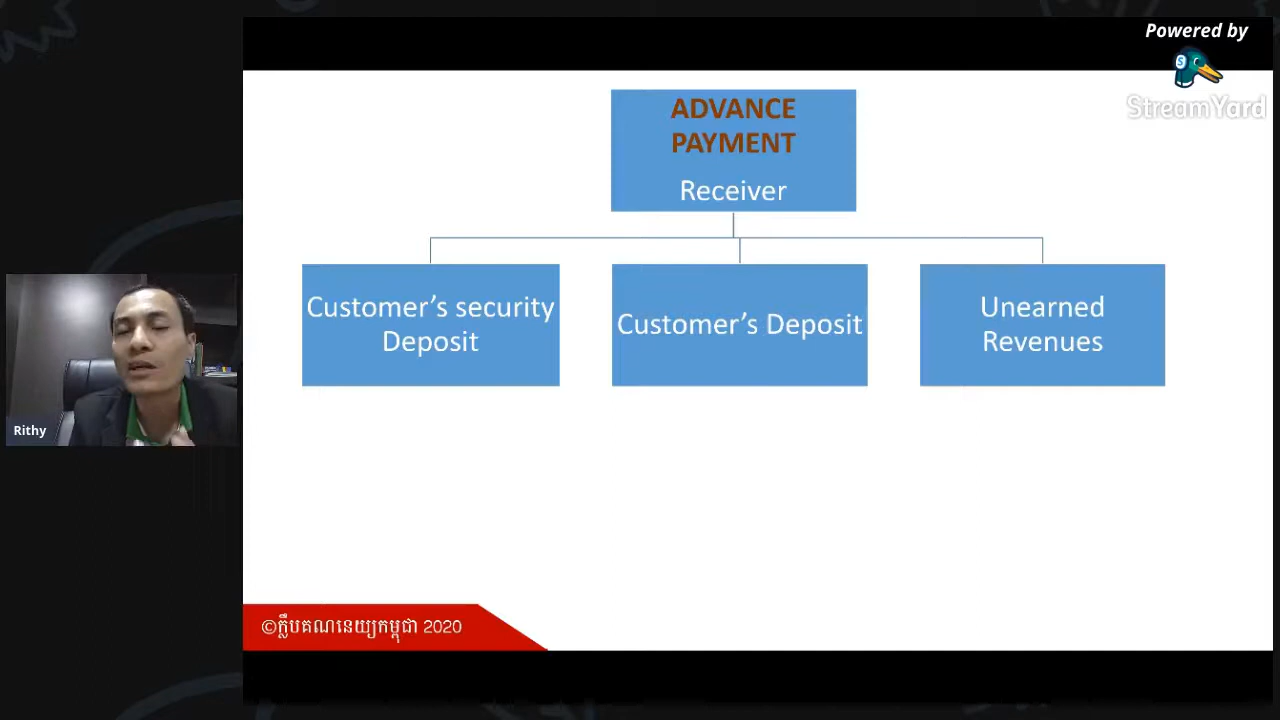 Powered by
StreamYard
ADVANCE
PAYMENT
Receiver
Customer’s security
Deposit
Customer’s Deposit
Unearned
Revenues
Rithy
©ក្លឹបគណនេយ្យកម្ពុជា 2020